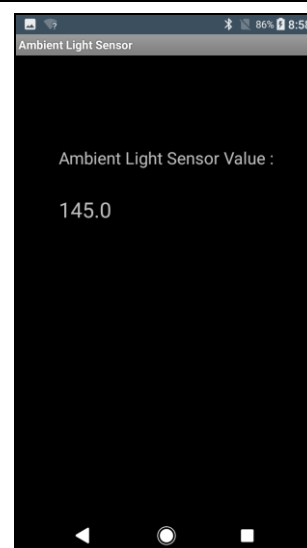 86% 8:58
Ambient Light Sensor
Ambient Light Sensor Value :
145.0